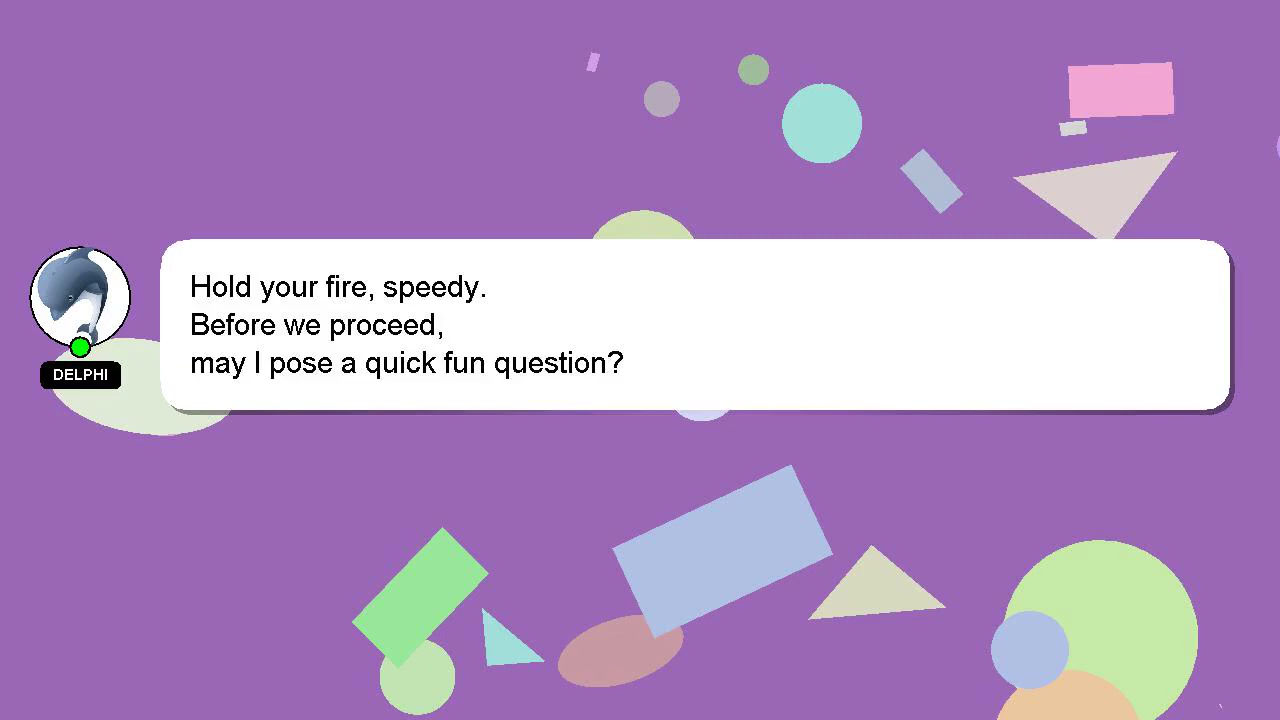 Hold your fire, speedy.
Before we proceed,
may I pose a quick fun question?
DELPHI